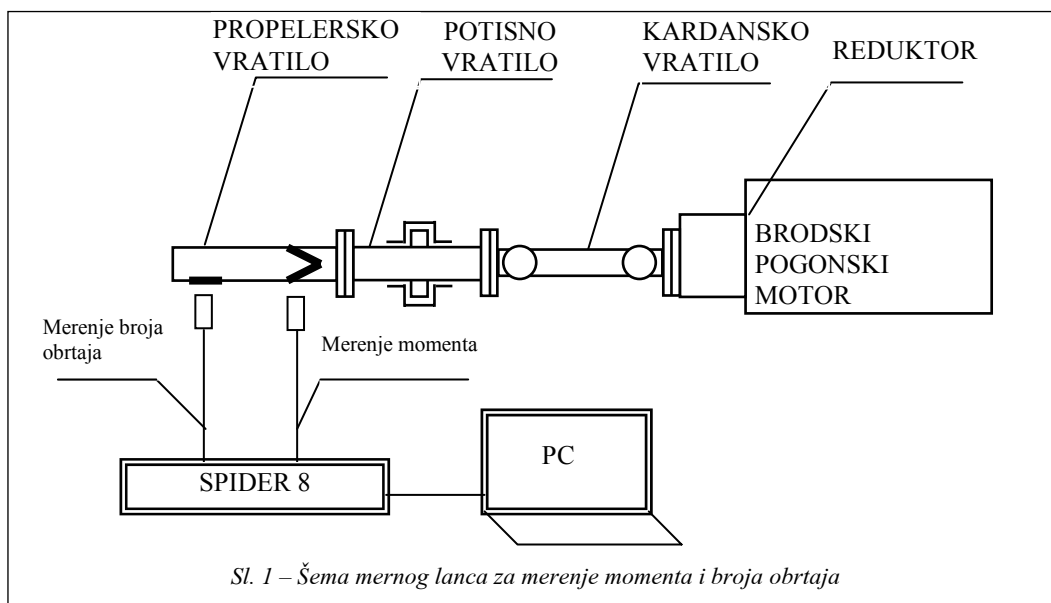 PROPELERSKO
VRATILO
POTISNO
VRATILO
KARDANSKO
VRATILO
REDUKTOR
BRODSKI
POGONSKI
MOTOR
Merenje broja
obrtaja
Merenje momenta
SPIDER 8
PC
Sl. 1 – Šema mernog lanca za merenje momenta i broja obrtaja